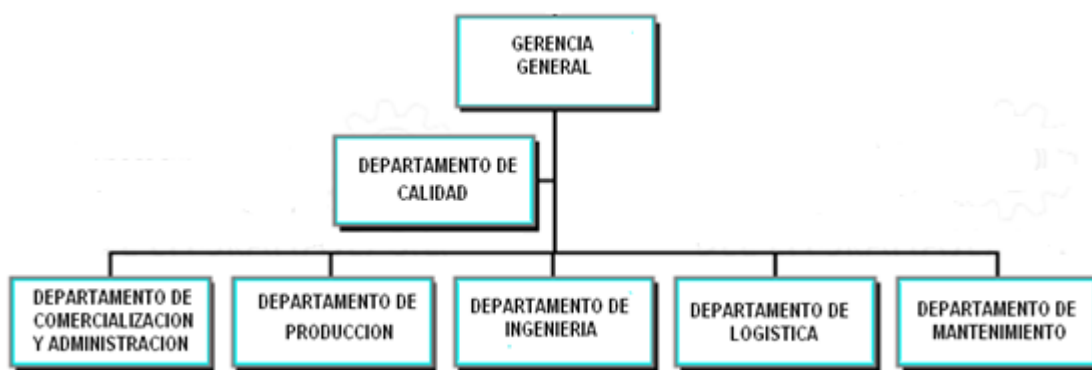 GERENCIA
GENERAL
DEPARTAMENTO DE
CALIDAD
DEPARTAMENTO DE
COMERCIALIZACION
Y ADMINISTRACION
DEPARTAMENTO DE
PRODUCCION
DEPARTAMENTO DE
INGENIERIA
DEPARTAMENTO DE
LOGISTICA
DEPARTAMENTO DE
MANTENIMIENTO